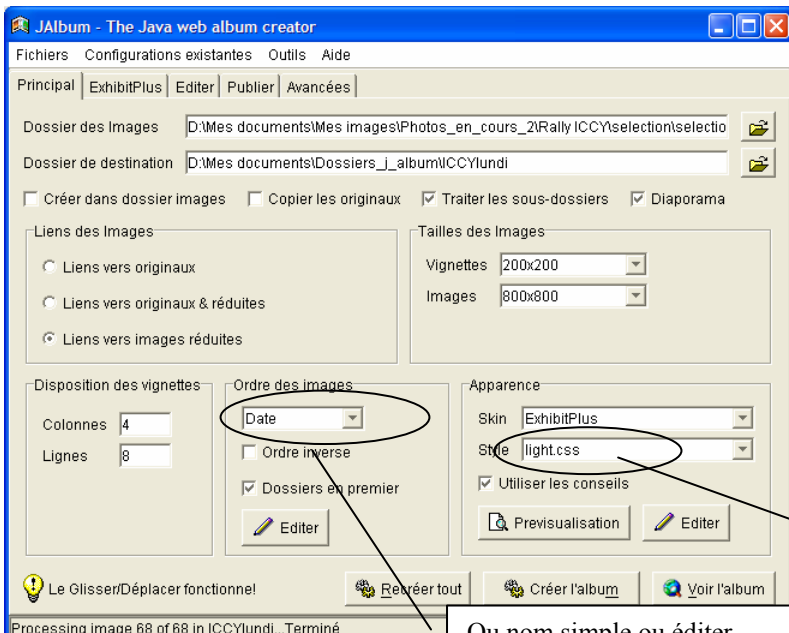 JAlbum - The Java web album creator
Fichiers Configurations existantes Outils Aide
Principal ExhibitPlus Editer Publier Avancées
Dossier des Images D:\Mes documents\Mes images\Photos_en_cours_2\Rally ICCY\selection\selectio
Dossier de destination D:\Mes documents\Dossiers_j_album\ICCYlundi
Créer dans dossier images Copier les originaux Traiter les sous-dossiers Diaporama
Liens des Images Tailles des Images
Liens vers originaux Vignettes 200x200
Liens vers originaux & réduites Images 800x800
Liens vers images réduites
Disposition des vignettes Ordre des images Apparence
Colonnes 4 Date Skin ExhibitPlus
Lignes 8 Ordre inverse Style light.css
Dossiers en premier Utiliser les conseils
Editer Previsualisation Editer
Le Glisser/Déplacer fonctionne! Recréer tout Créer l'album Voir l'album
Processing image 68 of 68 in ICCYlundi...Terminé
Ou nom simple ou éditer